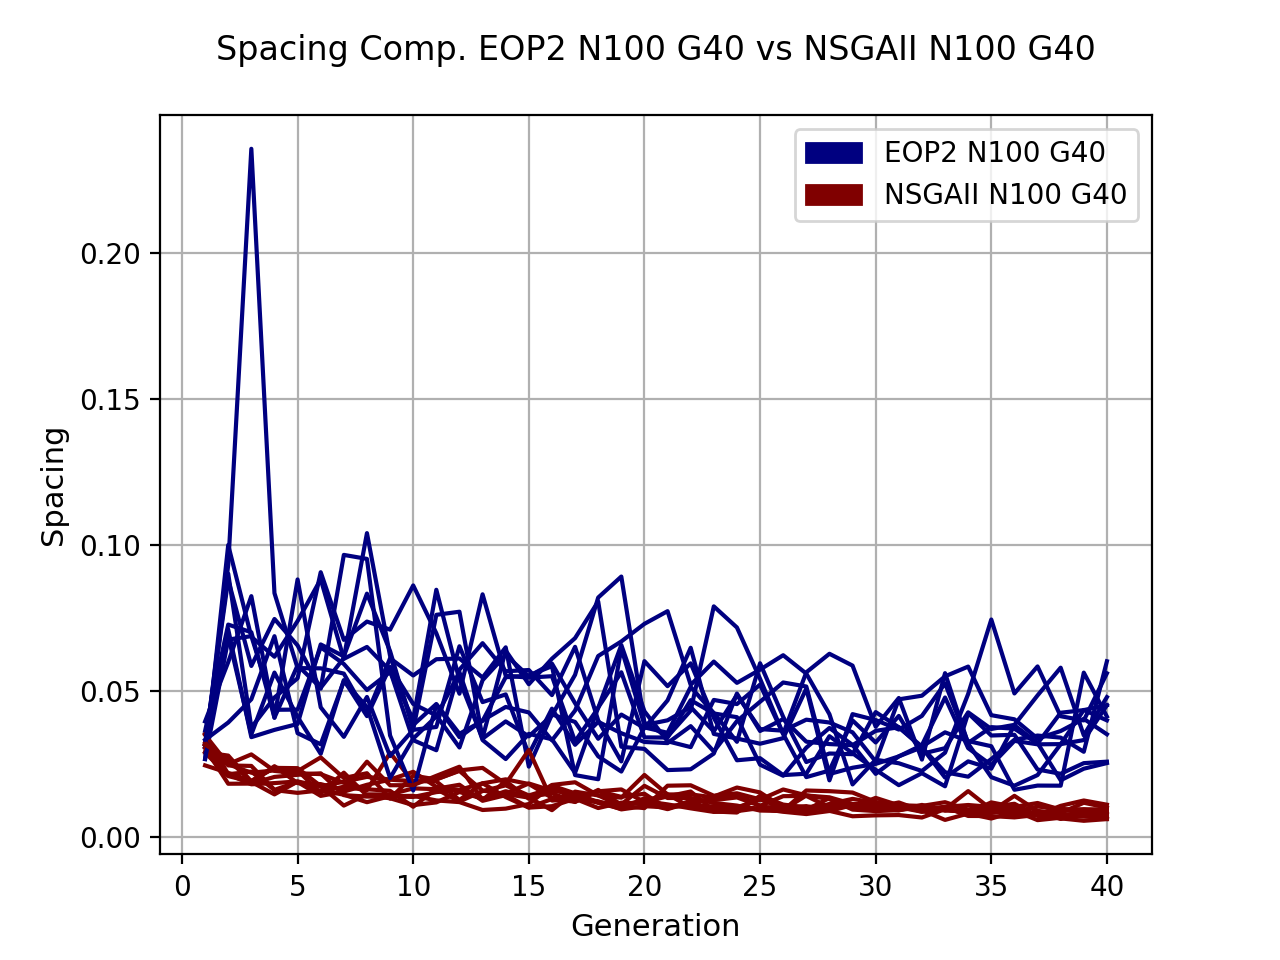 Spacing Comp. EOP2 N100 G40 vs NSGAII N100 G40
EOP2 N100 G40
NSGAII N100 G40
0.20
0.15
0.10
0.05
0.00
Spacing
0 5 10 15 20 25 30 35 40
Generation